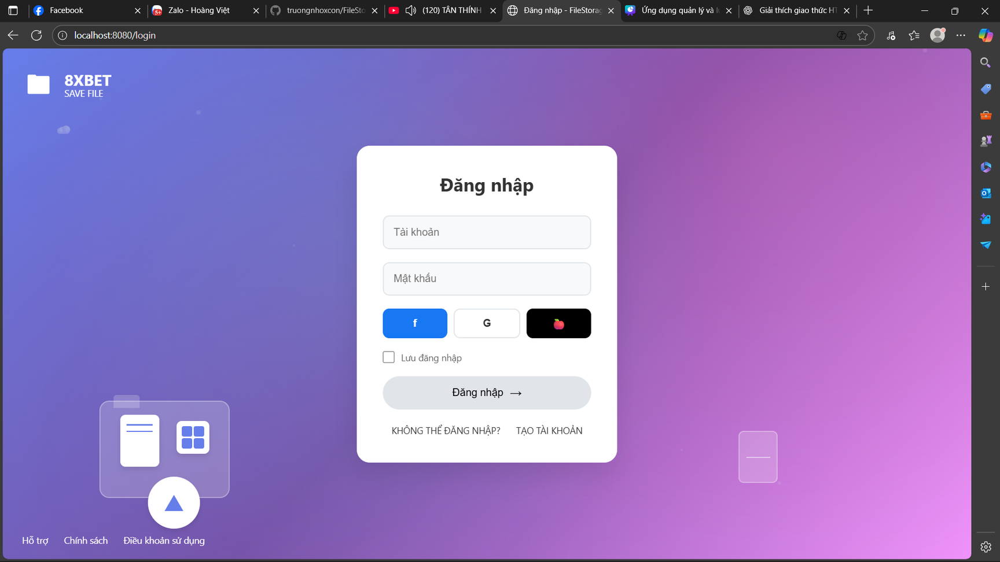 Facebook
Zalo - Hoàng Việt
truongnhoxcon/FileSto
(120) TÂN THÍNH
Đăng nhập - FileStorag
Ứng dụng quản lý và l
Giải thích giao thức HT
localhost:8080/login
8XBET
SAVE FILE
Đăng nhập
Tài khoản
Mật khẩu
f
G
Lưu đăng nhập
Đăng nhập →
KHÔNG THỂ ĐĂNG NHẬP?
TẠO TÀI KHOẢN
Hỗ trợ
Chính sách
Điều khoản sử dụng